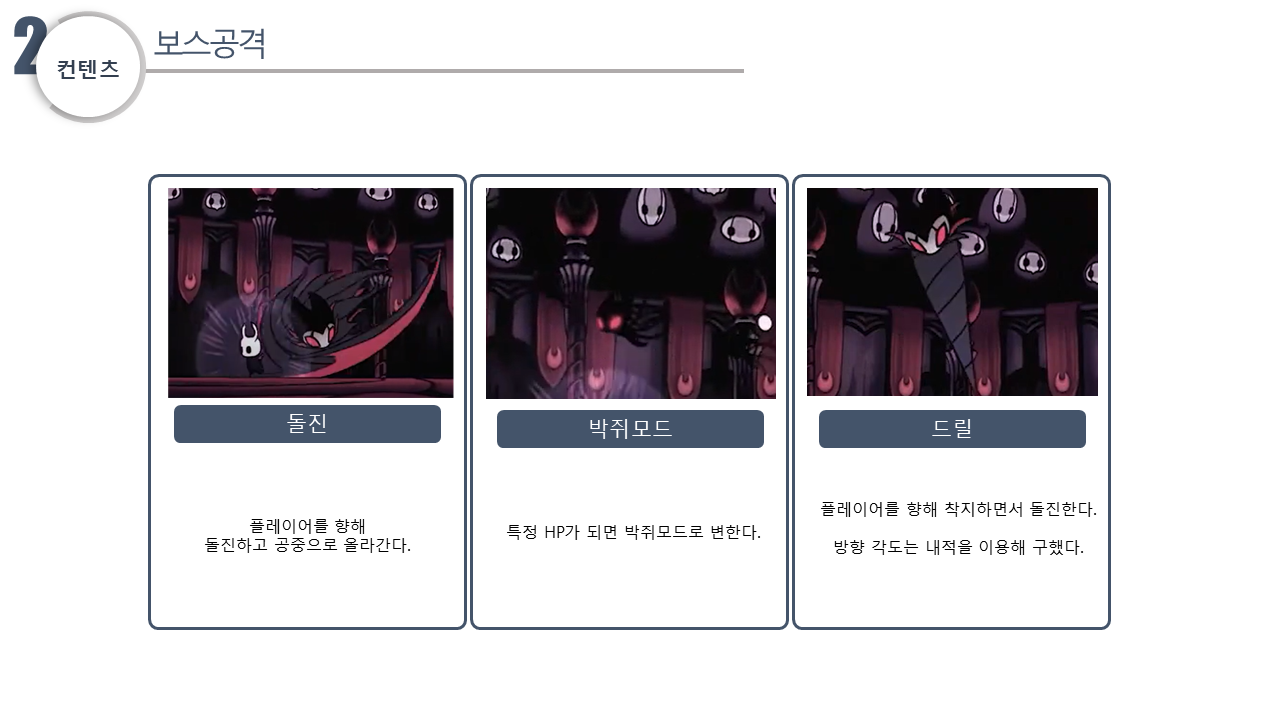 2
컨텐츠
보스공격
돌진
플레이어를 향해
돌진하고 공중으로 올라간다.
박쥐모드
특정 HP가 되면 박쥐모드로 변한다.
드릴
플레이어를 향해 착지하면서 돌진한다.
방향 각도는 내적을 이용해 구했다.